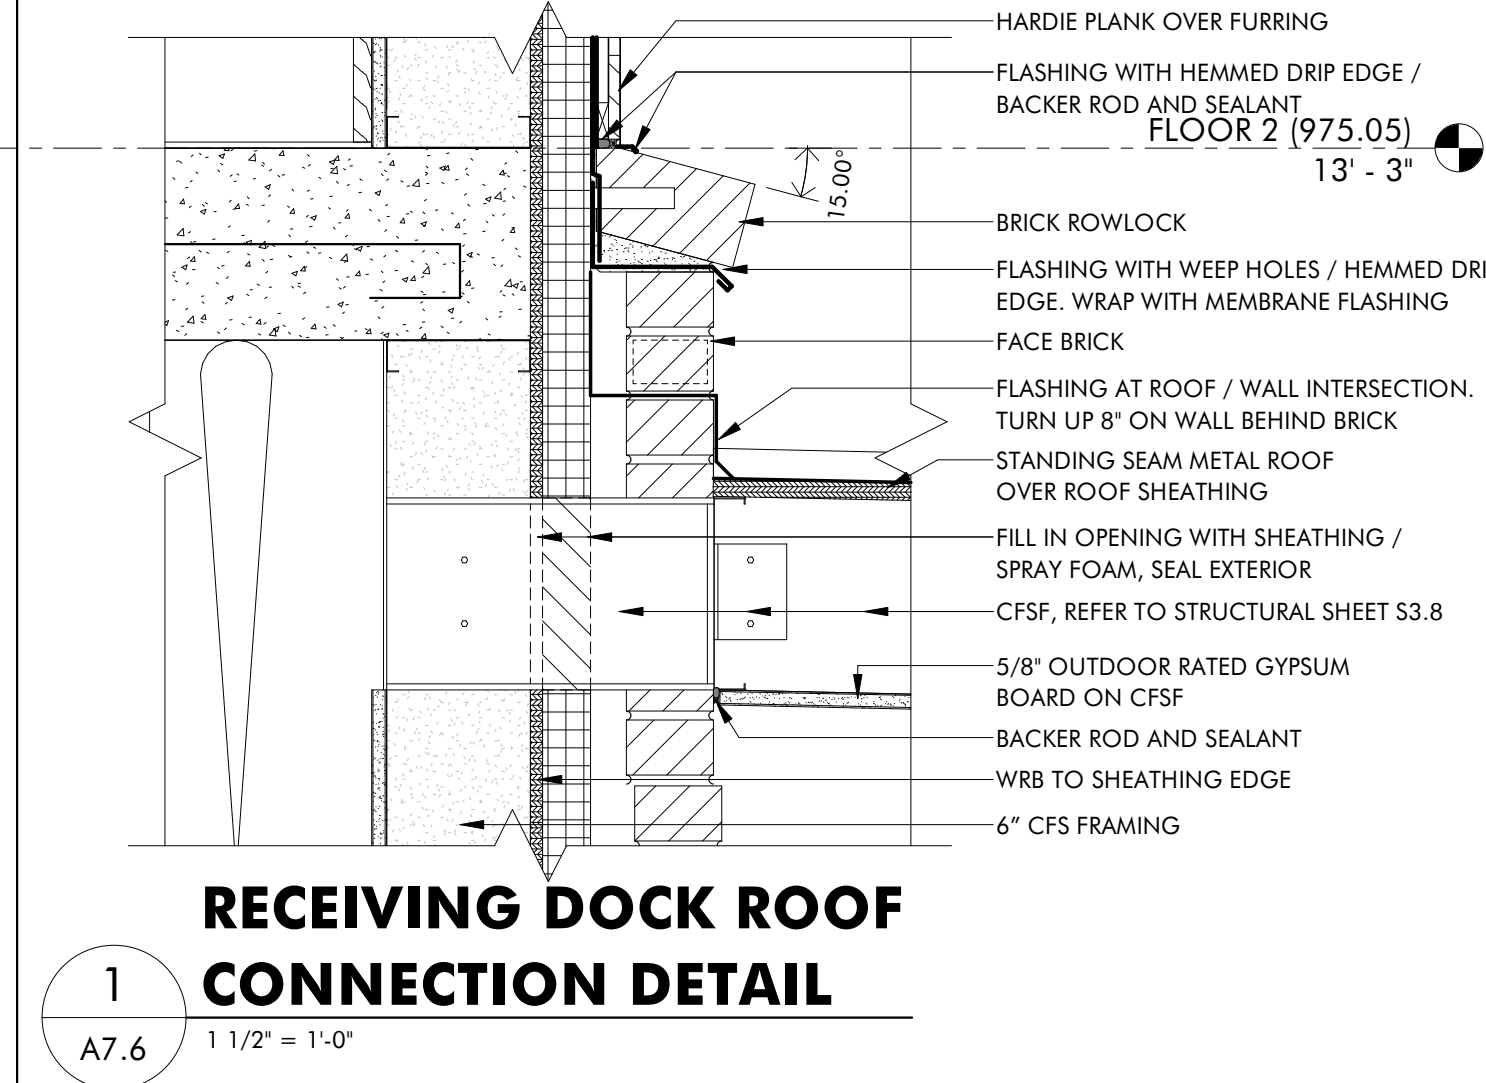 HARDIE PLANK OVER FURRING
FLASHING WITH HEMMED DRIP EDGE /
BACKER ROD AND SEALANT
FLOOR 2 (975.05)
13' - 3"
15.00°
BRICK ROWLOCK
FLASHING WITH WEEP HOLES / HEMMED DRI
EDGE. WRAP WITH MEMBRANE FLASHING
FACE BRICK
FLASHING AT ROOF / WALL INTERSECTION.
TURN UP 8" ON WALL BEHIND BRICK
STANDING SEAM METAL ROOF
OVER ROOF SHEATHING
FILL IN OPENING WITH SHEATHING /
SPRAY FOAM, SEAL EXTERIOR
CFSF, REFER TO STRUCTURAL SHEET S3.8
5/8" OUTDOOR RATED GYPSUM
BOARD ON CFSF
BACKER ROD AND SEALANT
WRB TO SHEATHING EDGE
6” CFS FRAMING
RECEIVING DOCK ROOF
CONNECTION DETAIL
1
A7.6
1 1/2" = 1'-0"